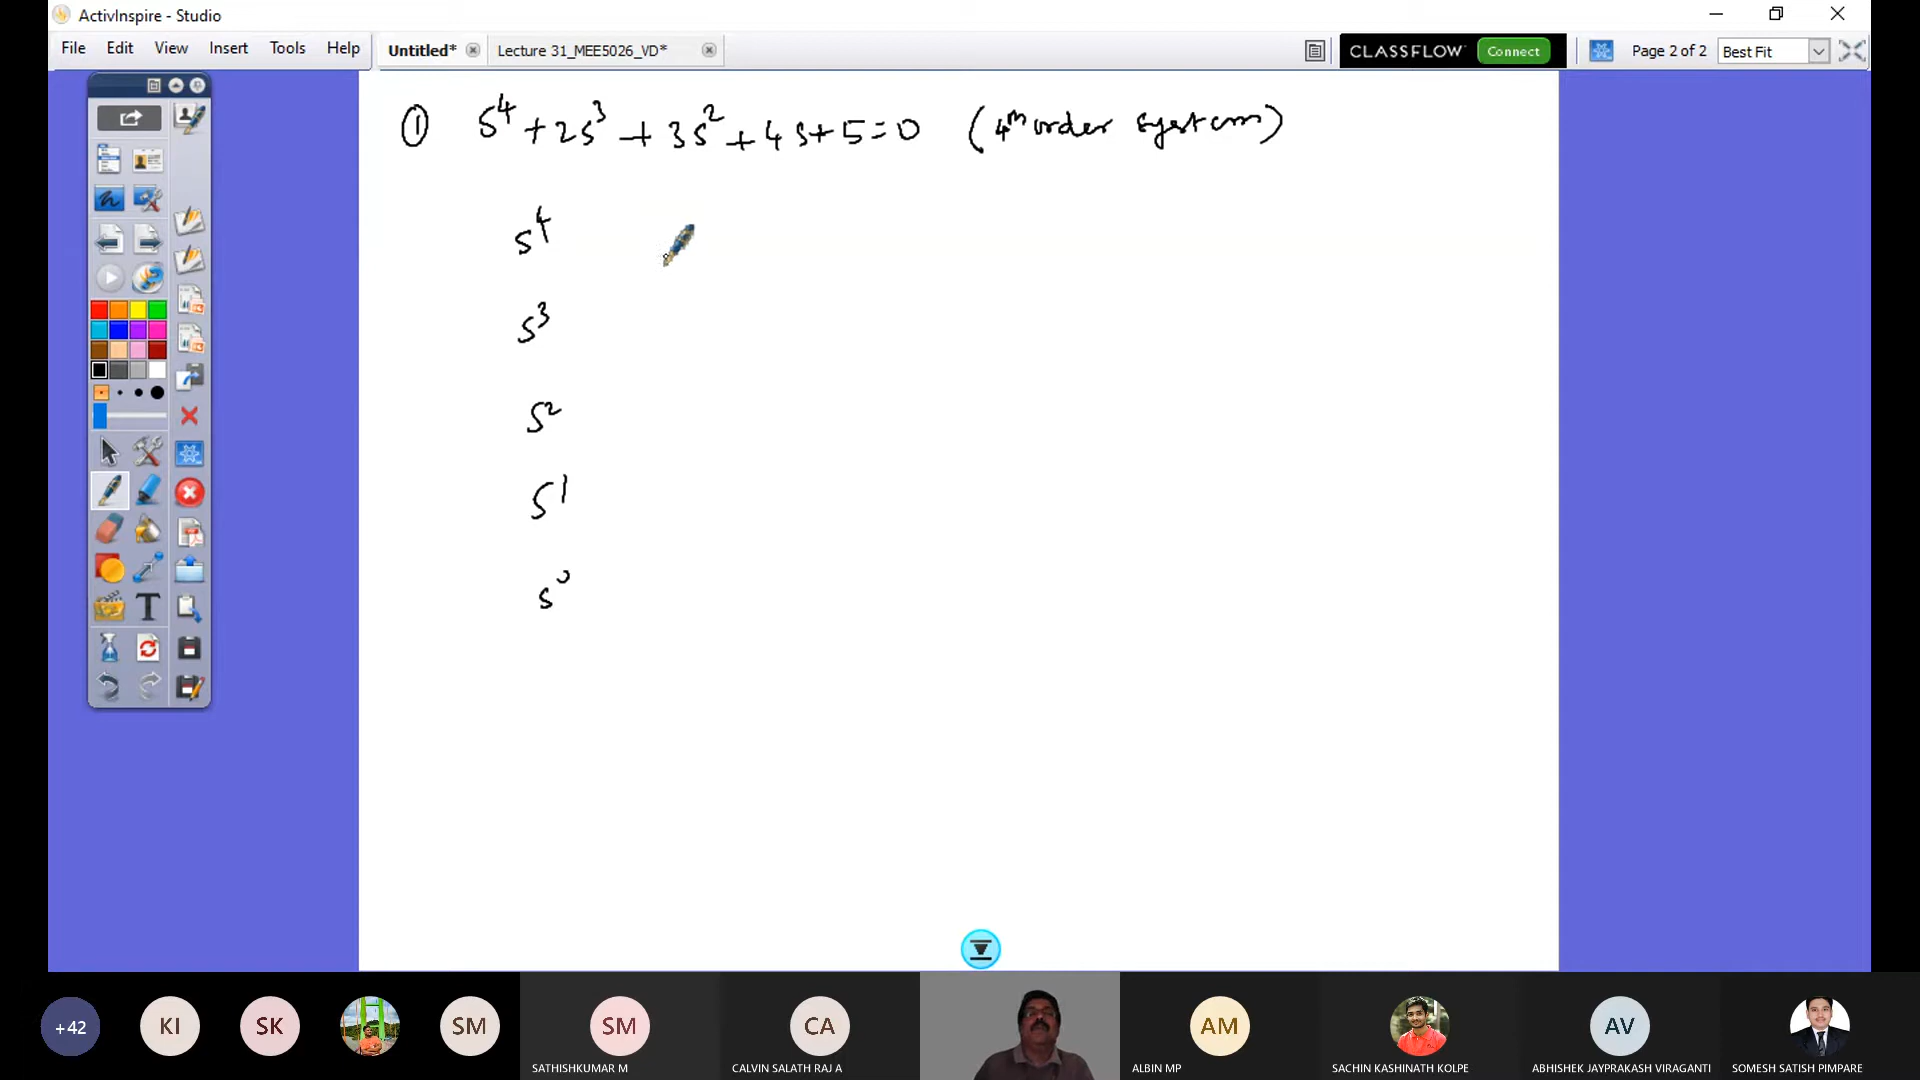 ActivInspire - Studio
File Edit View Insert Tools Help Untitled* Lecture 31_MEE5026_VD* CLASSFLOW Connect Page 2 of 2 Best Fit
① s⁴ + 2s³ + 3s² + 4s + 5 = 0 (4th order system)
s⁴
s³
s²
s¹
s⁰
+42 KI SK SM SM CA AM AV
SATHISHKUMAR M CALVIN SALATH RAJ A ALBIN MP SACHIN KASHINATH KOLPE ABHISHEK JAYPRAKASH VIRAGANTI SOMESH SATISH PIMPARE